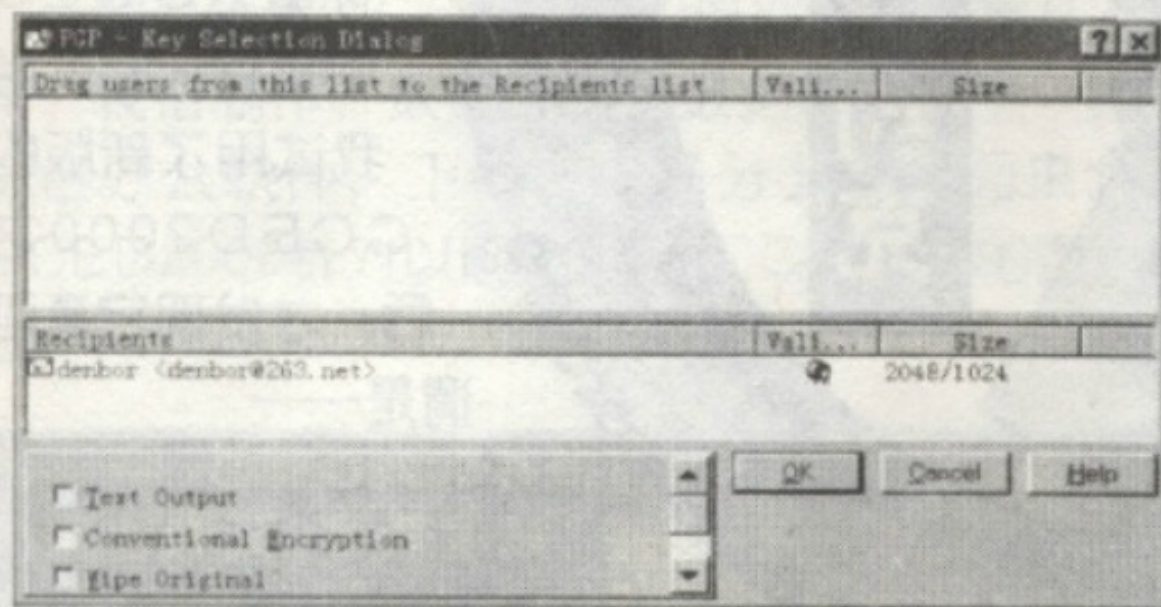 PGP - Key Selection Dialog
Drag users from this list to the Recipients list Vali... Size
Recipients Vali... Size
denbor <denbor@263.net> 2048/1024
Text Output
Conventional Encryption
Wipe Original
OK Cancel Help